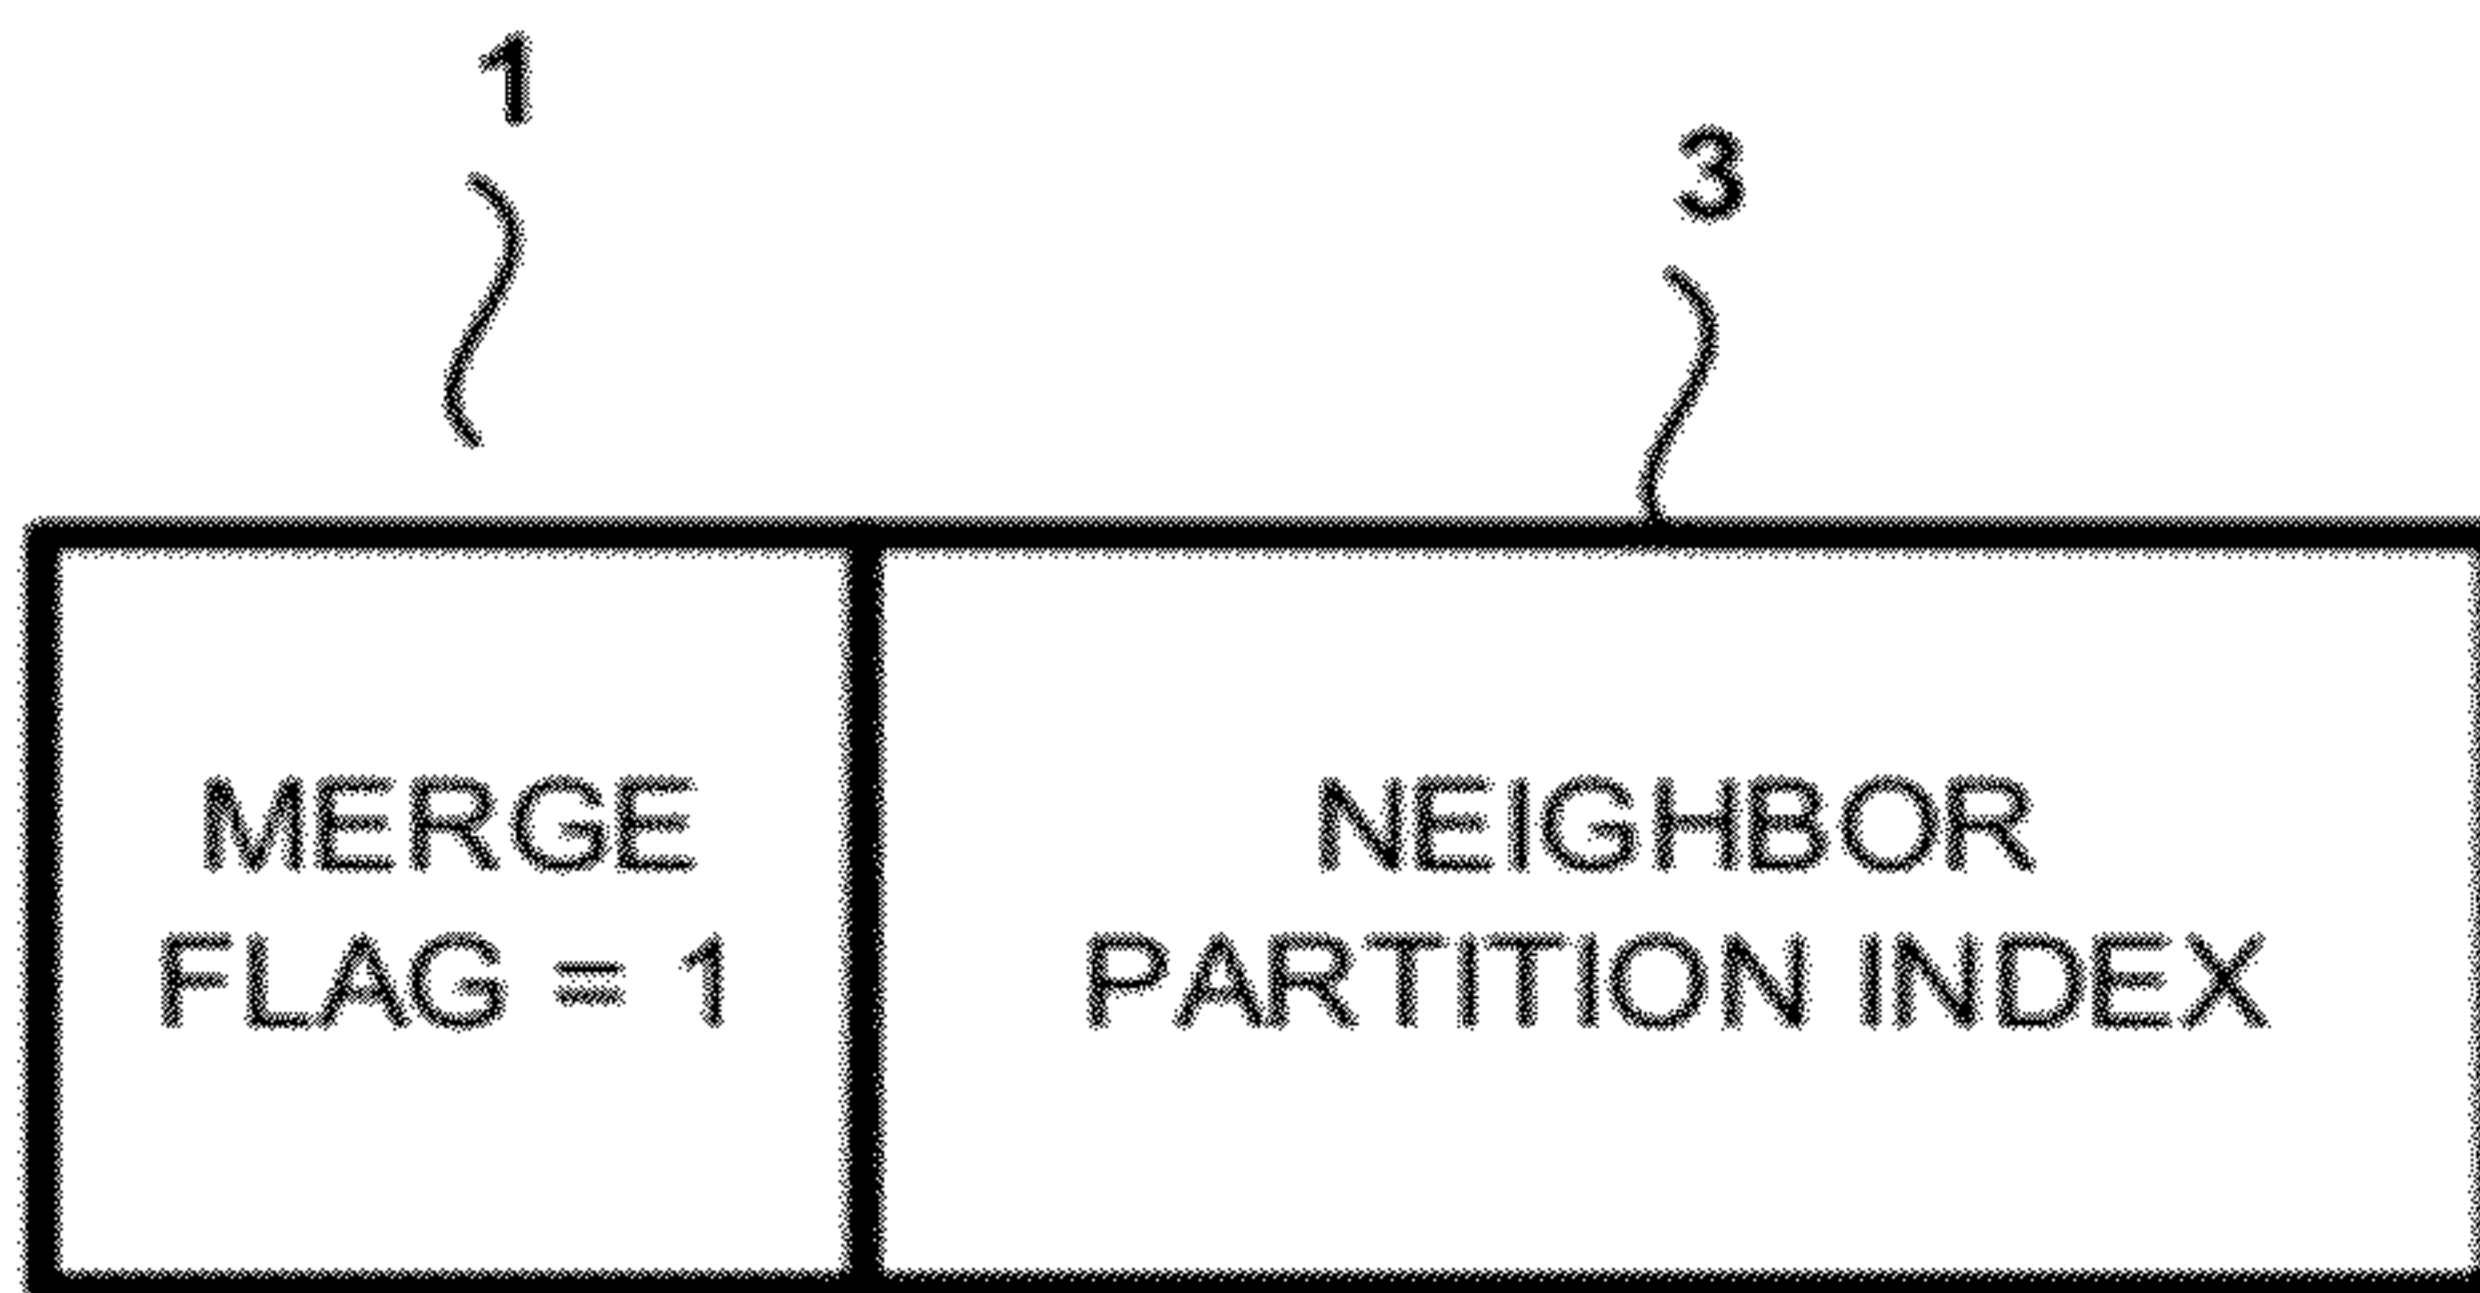 1
3
MERGE
FLAG = 1
NEIGHBOR
PARTITION INDEX